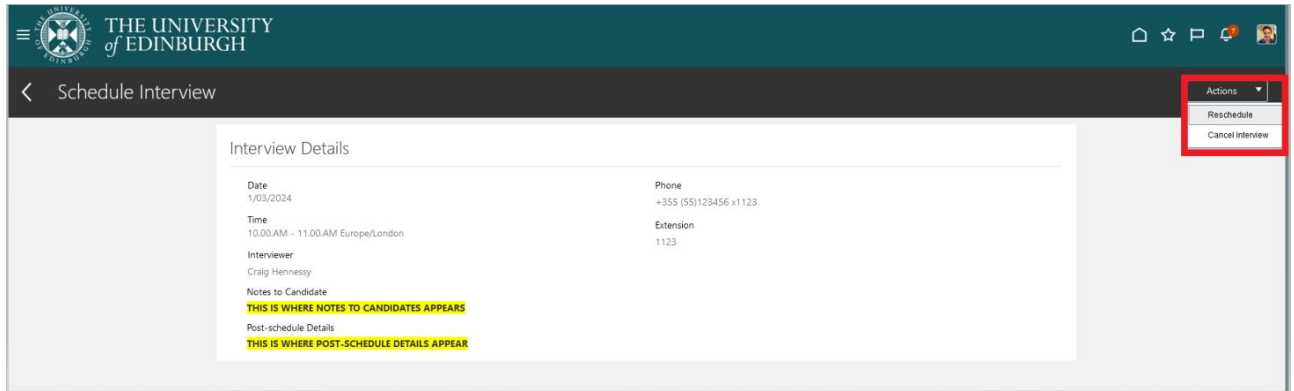 THE UNIVERSITY
of EDINBURGH
Schedule Interview
Actions
Reschedule
Cancel Interview
Interview Details
Date
1/03/2024
Time
10.00.AM - 11.00.AM Europe/London
Interviewer
Craig Hennessy
Notes to Candidate
THIS IS WHERE NOTES TO CANDIDATES APPEARS
Post-schedule Details
THIS IS WHERE POST-SCHEDULE DETAILS APPEAR
Phone
+355 (55)123456 x1123
Extension
1123